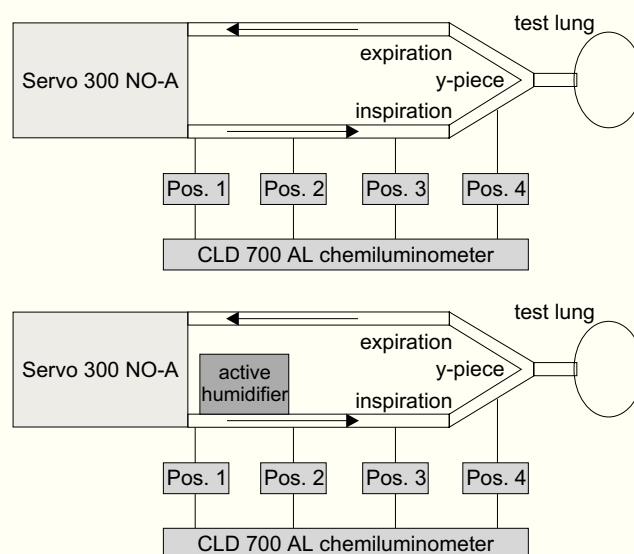 test lung
expiration
Servo 300 NO-A
y-piece
inspiration
Pos. 1 Pos. 2 Pos. 3 Pos. 4
CLD 700 AL chemiluminometer
test lung
expiration
Servo 300 NO-A
active
humidifier
y-piece
inspiration
Pos. 1 Pos. 2 Pos. 3 Pos. 4
CLD 700 AL chemiluminometer